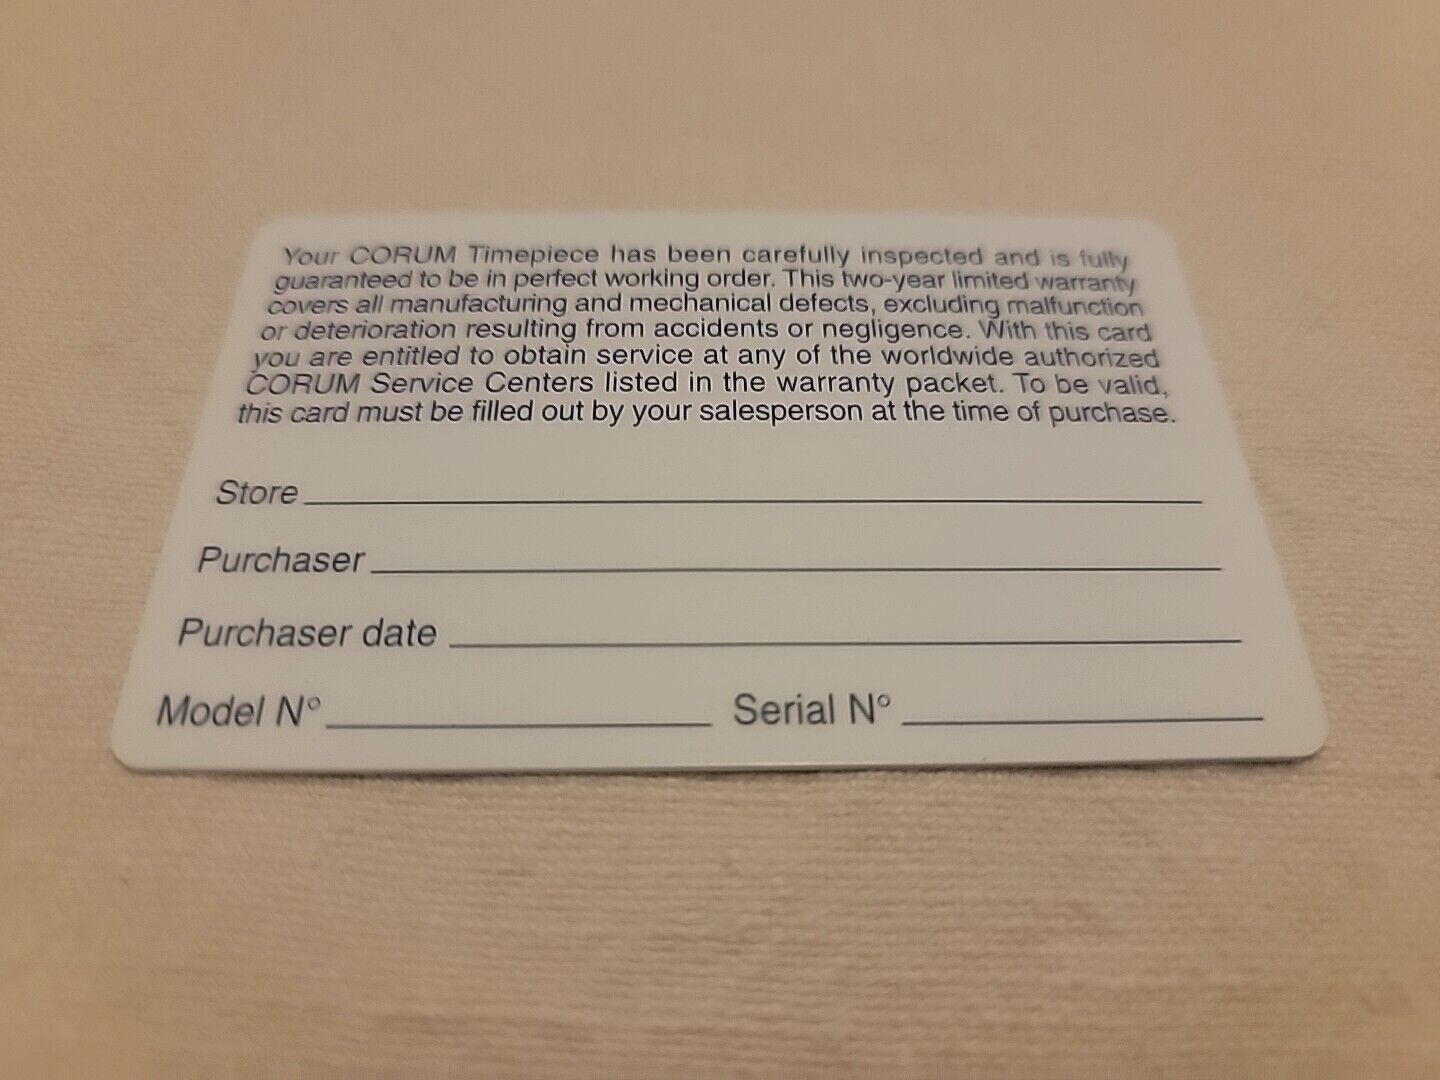 Your CORUM Timepiece has been carefully inspected and is fully
guaranteed to be in perfect working order. This two-year limited warranty
covers all manufacturing and mechanical defects, excluding malfunction
or deterioration resulting from accidents or negligence. With this card
you are entitled to obtain service at any of the worldwide authorized
CORUM Service Centers listed in the warranty packet. To be valid,
this card must be filled out by your salesperson at the time of purchase.
Store
Purchaser
Purchaser date
Model N° Serial N°